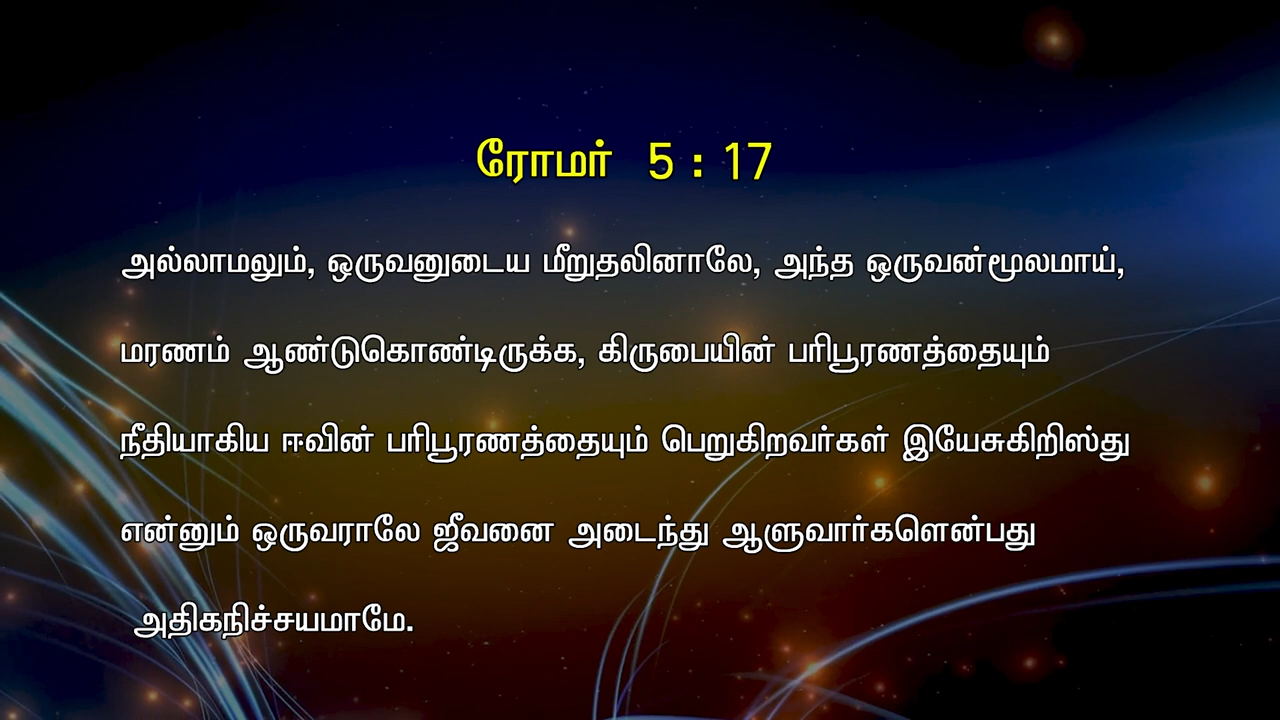 ரோமர் 5 : 17
அல்லாமலும், ஒருவனுடைய மீறுதலினாலே, அந்த ஒருவன்மூலமாய்,
மரணம் ஆண்டுகொண்டிருக்க, கிருபையின் பரிபூரணத்தையும்
நீதியாகிய ஈவின் பரிபூரணத்தையும் பெறுகிறவர்கள் இயேசுகிறிஸ்து
என்னும் ஒருவராலே ஜீவனை அடைந்து ஆளுவார்களென்பது
அதிகநிச்சயமாமே.